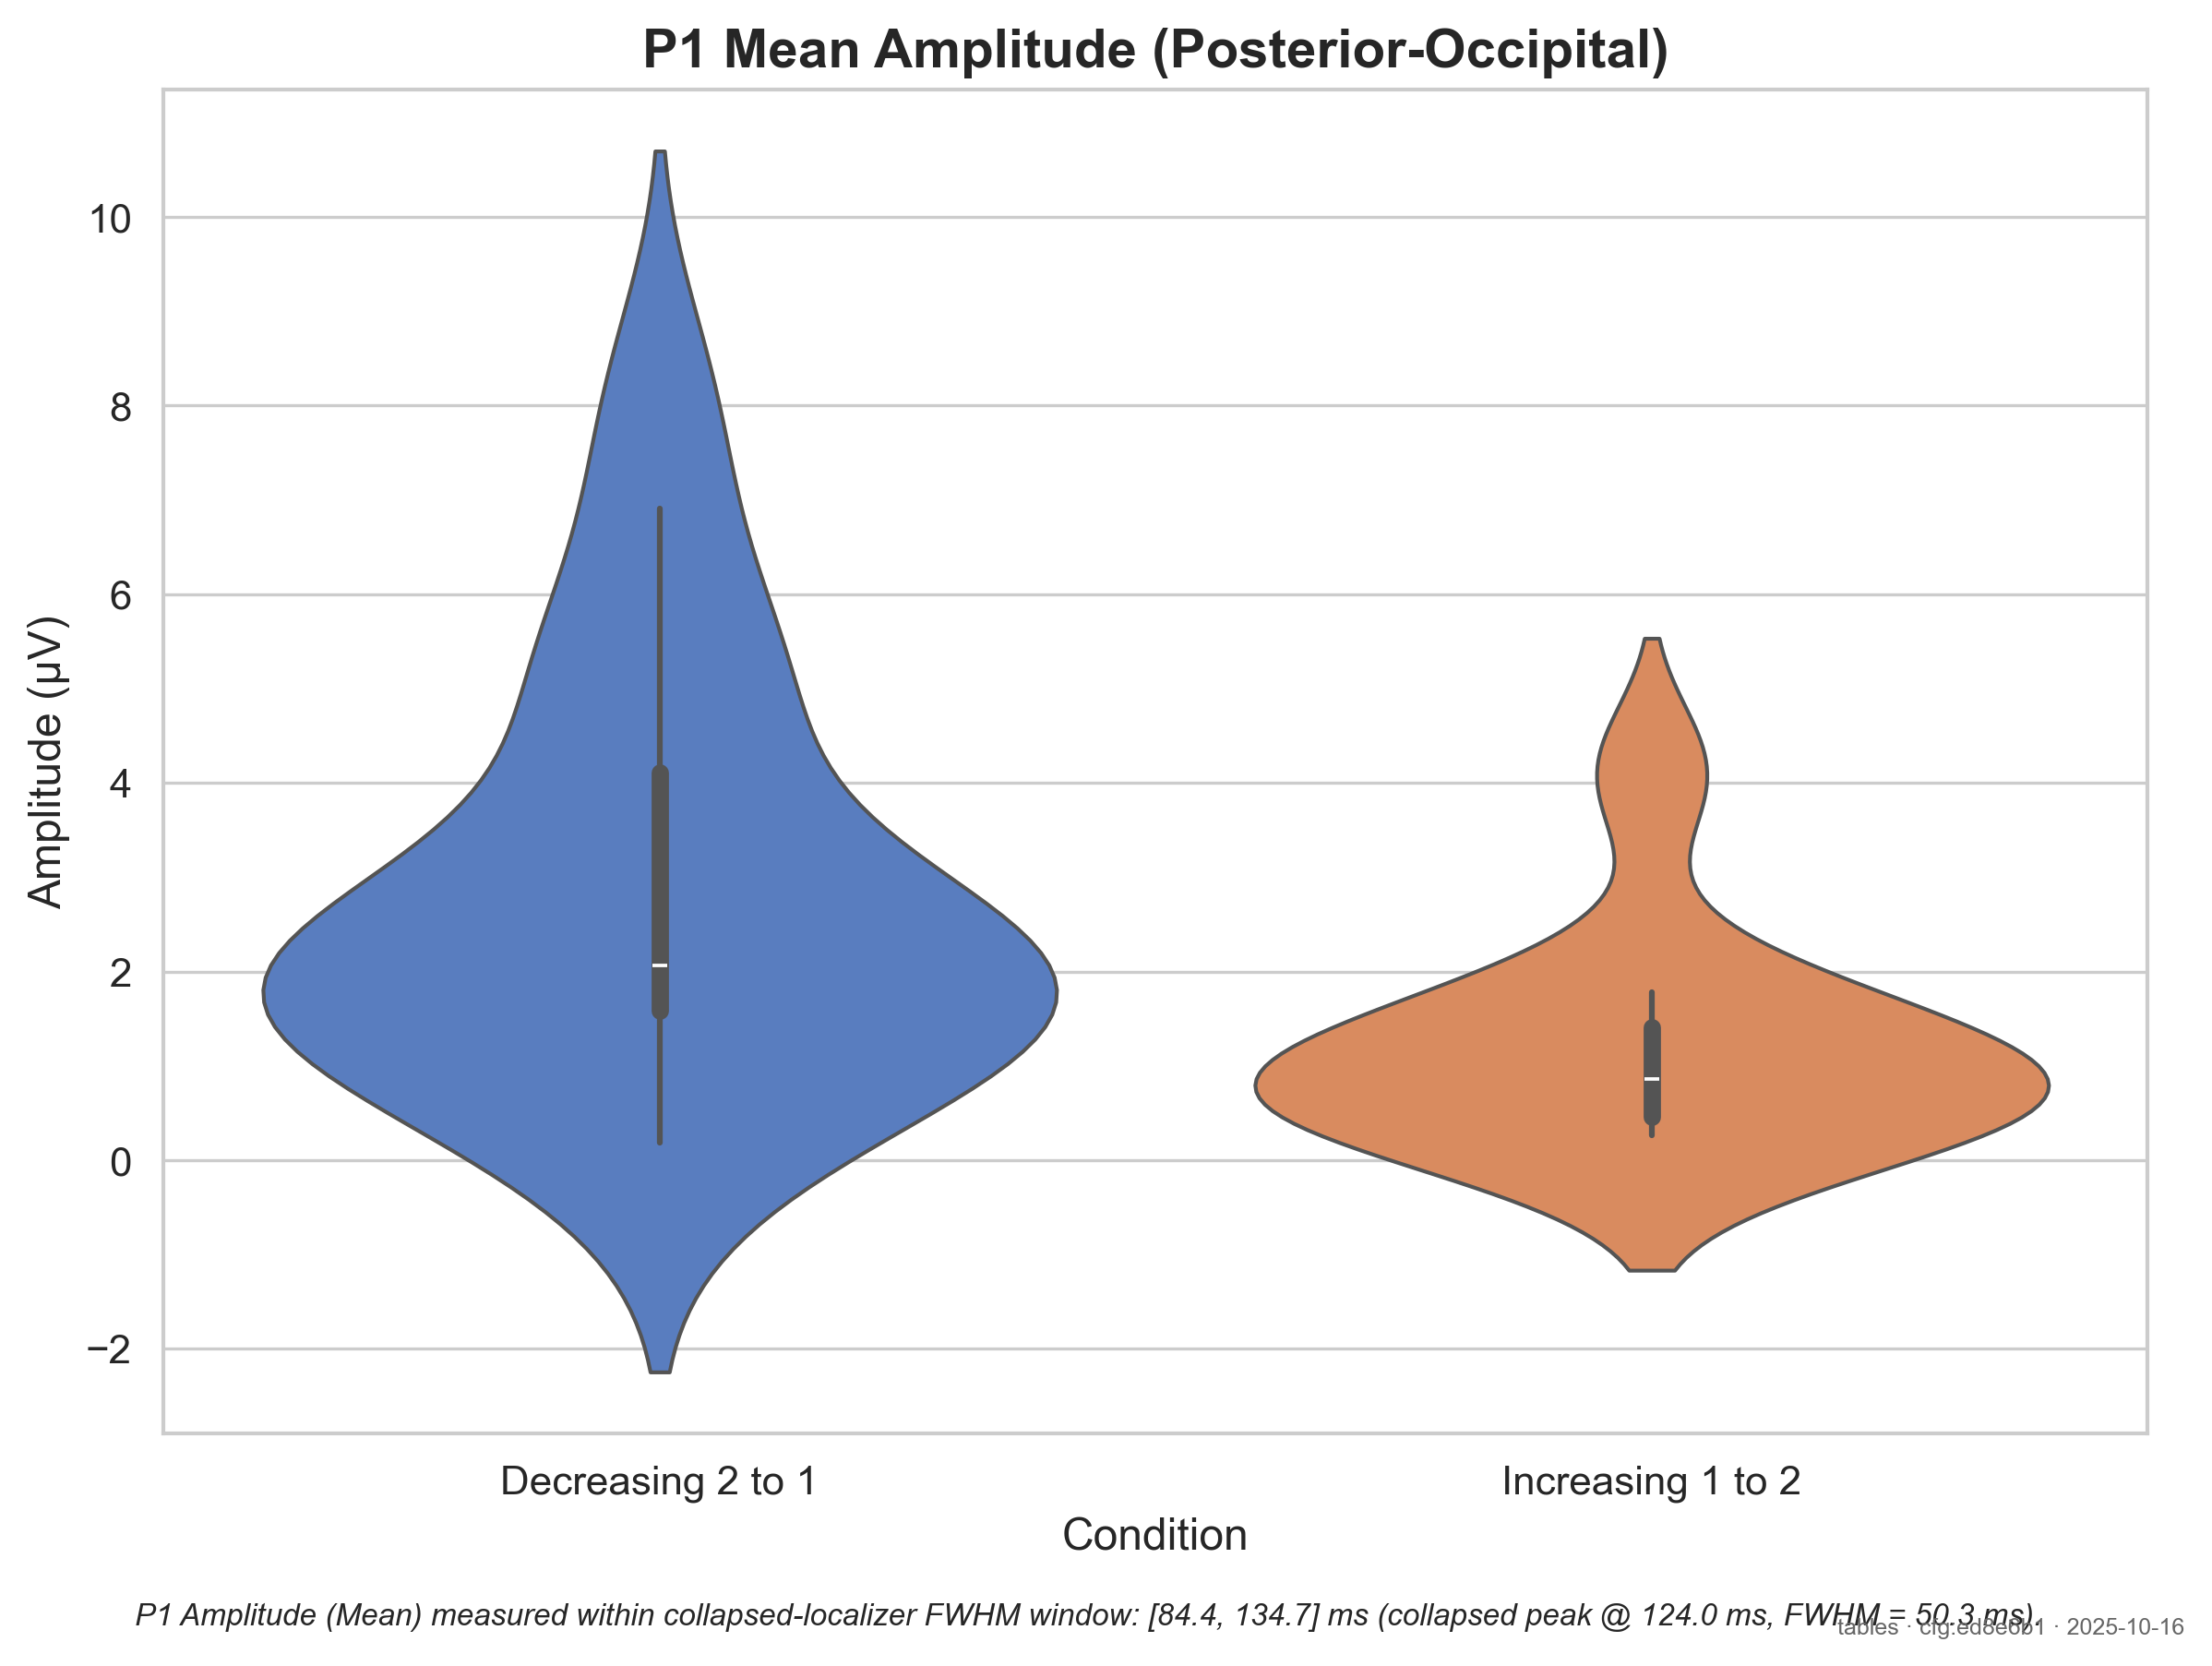 P1 Mean Amplitude (Posterior-Occipital)
10
8
6
4
2
0
−2
Amplitude (µV)
Decreasing 2 to 1
Increasing 1 to 2
Condition
P1 Amplitude (Mean) measured within collapsed-localizer FWHM window: [84.4, 134.7] ms (collapsed peak @ 124.0 ms, FWHM = 50.3 ms).
tables · cfg:ed8e6b1 · 2025-10-16